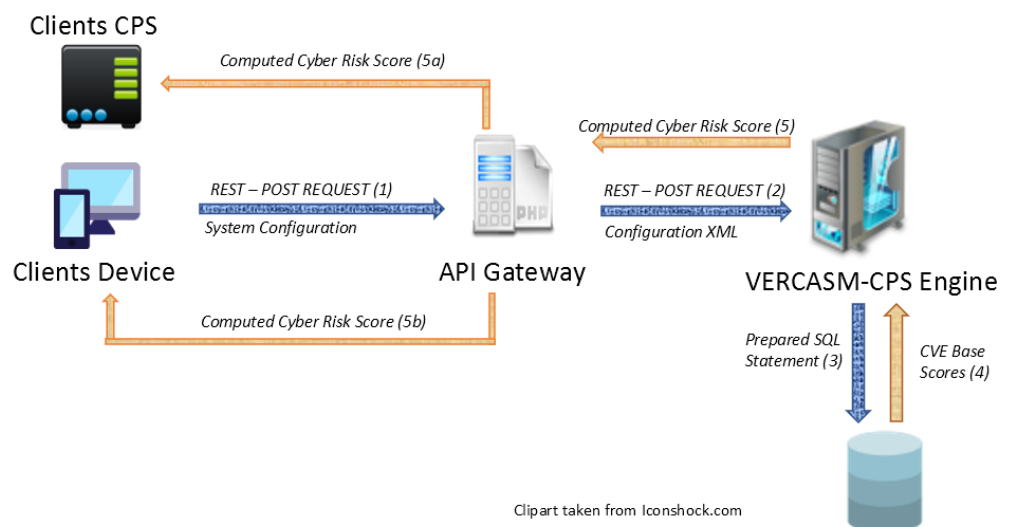 Clients CPS
Computed Cyber Risk Score (5a)
Computed Cyber Risk Score (5)
REST – POST REQUEST (1)
System Configuration
PHP
REST – POST REQUEST (2)
Configuration XML
Clients Device
API Gateway
VERCASM-CPS Engine
Computed Cyber Risk Score (5b)
Prepared SQL
Statement (3)
CVE Base
Scores (4)
Clipart taken from Iconshock.com